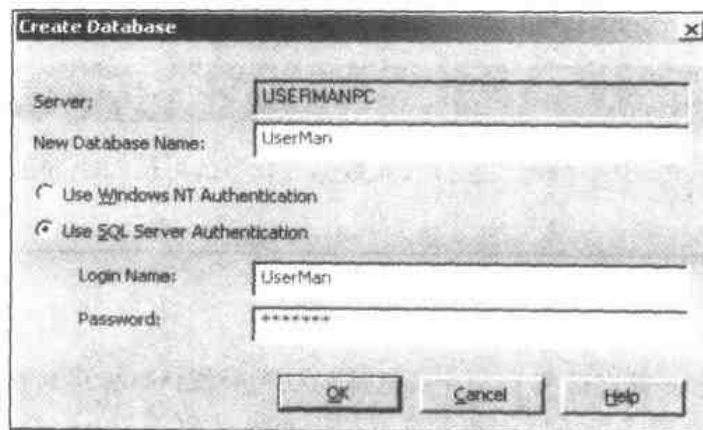 Create Database
Server: USERMANPC
New Database Name: UserMan
Use Windows NT Authentication
Use SQL Server Authentication
Login Name: UserMan
Password: *******
OK Cancel Help